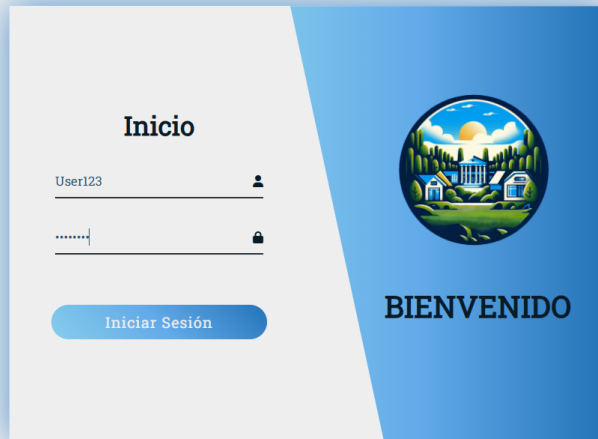 Inicio
User123
••••••••
Iniciar Sesión
BIENVENIDO